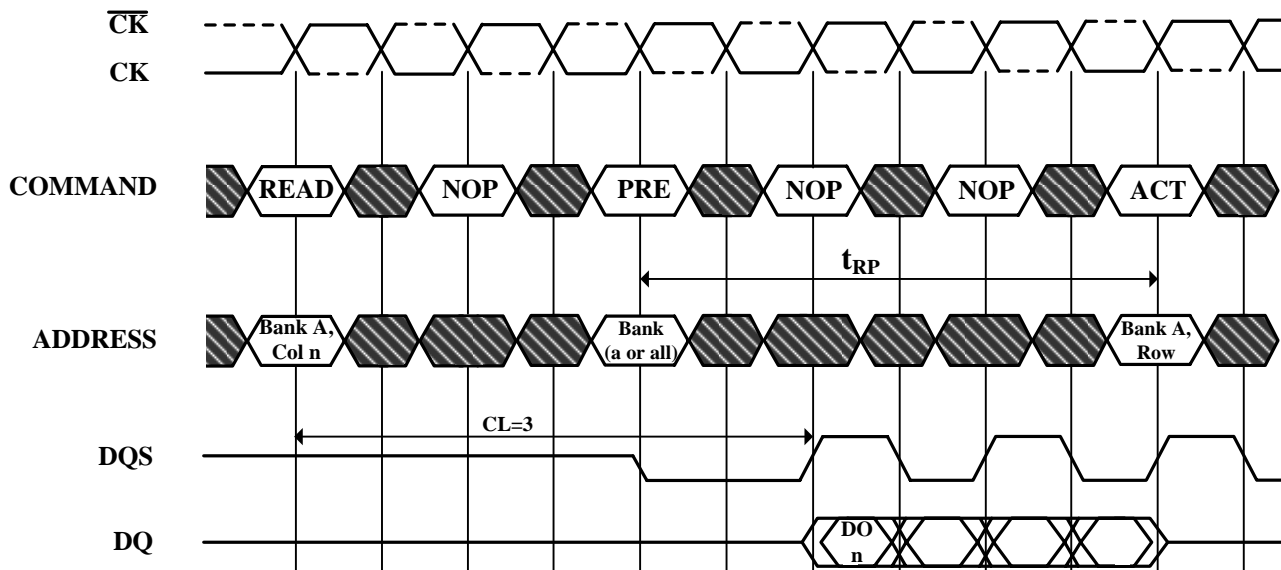 CK
CK
COMMAND
READ NOP PRE NOP NOP ACT
tRP
ADDRESS
Bank A, Col n
Bank (a or all)
Bank A, Row
CL=3
DQS
DQ
DO n